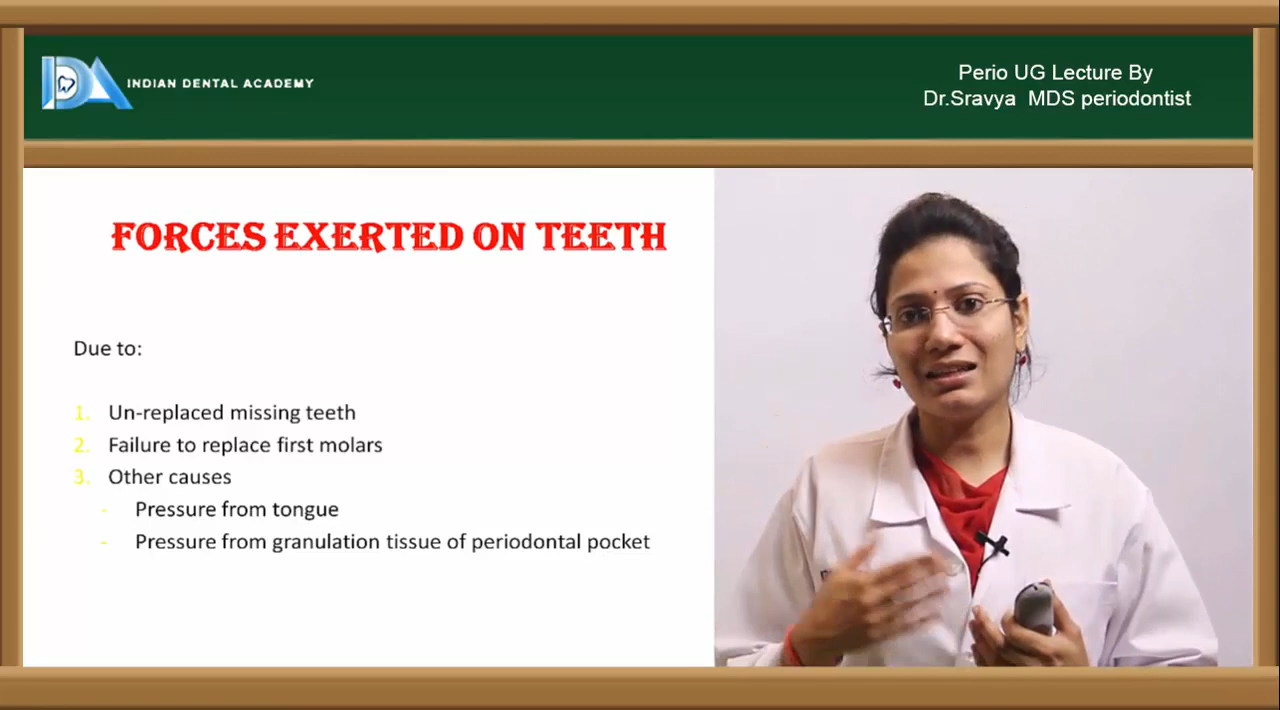 INDIAN DENTAL ACADEMY
Perio UG Lecture By
Dr.Sravya MDS periodontist
FORCES EXERTED ON TEETH
Due to:
1. Un-replaced missing teeth
2. Failure to replace first molars
3. Other causes
- Pressure from tongue
- Pressure from granulation tissue of periodontal pocket